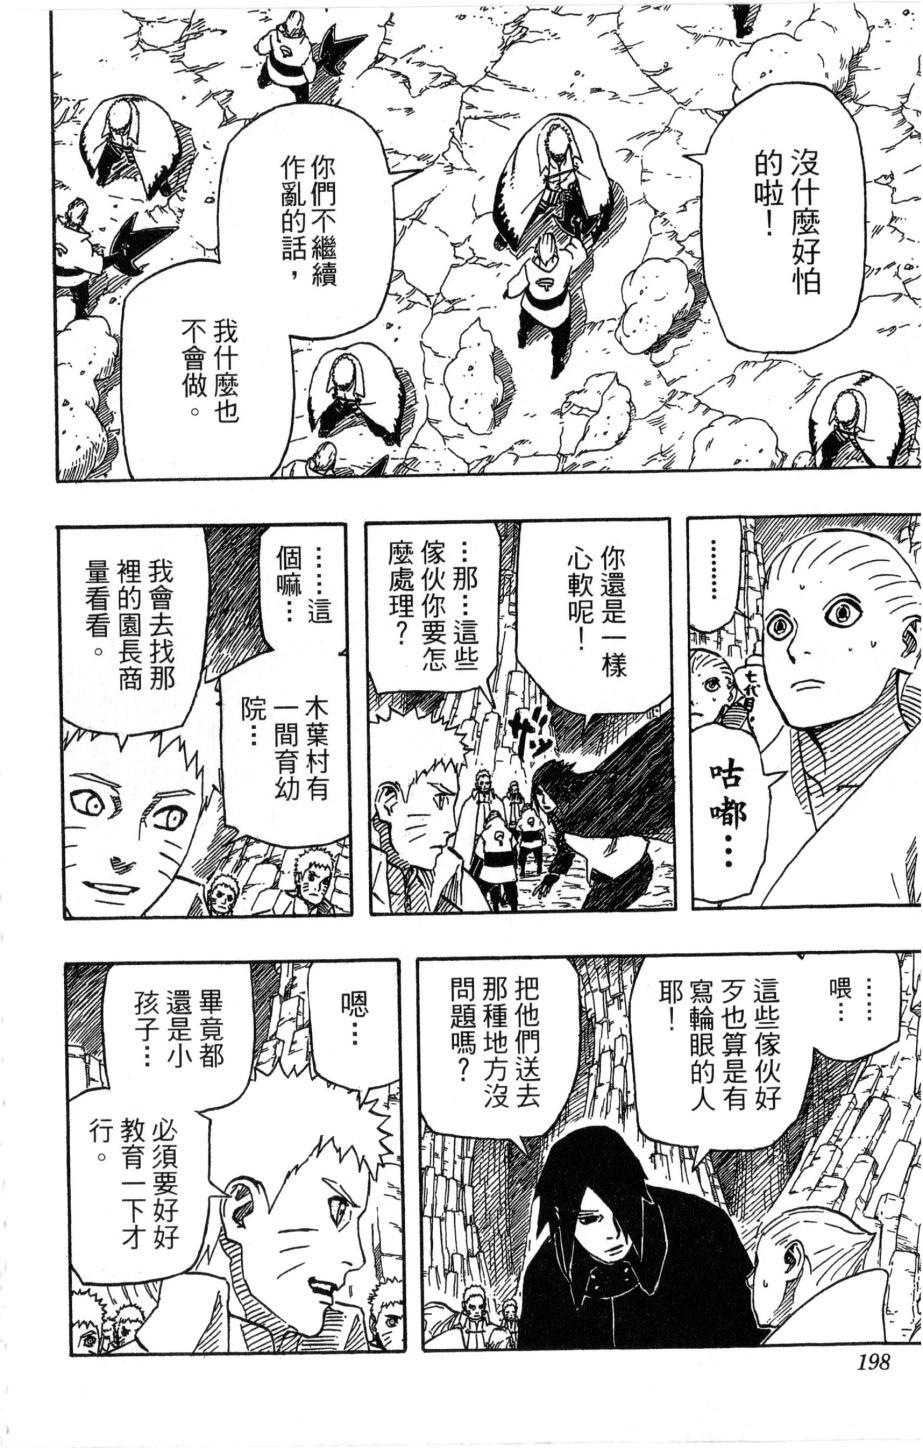 沒什麼好怕
的啦！
你們不繼續
作亂的話，
我什麼也
不會做。
…………
七代目…
咕嘟…
你還是一樣
心軟呢！
…那…這些
傢伙你要怎
麼處理？
……這
個嘛…
木葉村有
一間育幼
院…
我會去找那
裡的園長商
量看看。
……
喂…
這些傢伙好
歹也算是有
寫輪眼的人
耶！
把他們送去
那種地方沒
問題嗎？
嗯…
畢竟都
還是小
孩子…
必須要好好
教育一下才
行。
198